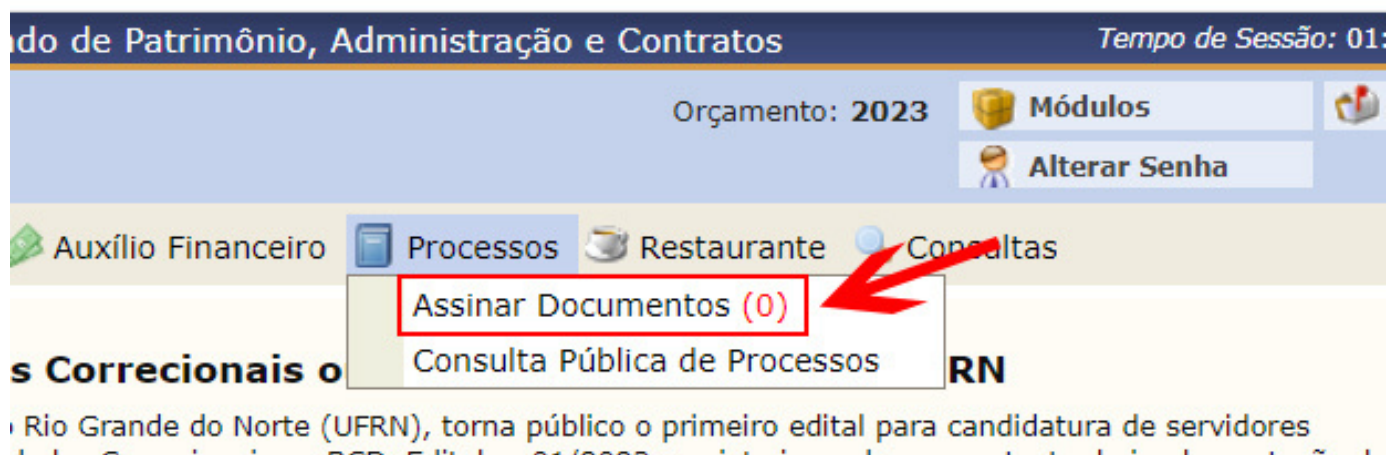 do de Patrimônio, Administração e Contratos Tempo de Sessão: 01:
Orçamento: 2023 Módulos
Alterar Senha
Auxílio Financeiro Processos Restaurante Consultas
Assinar Documentos (0)
Consulta Pública de Processos
s Correcionais o RN
Rio Grande do Norte (UFRN), torna público o primeiro edital para candidatura de servidores